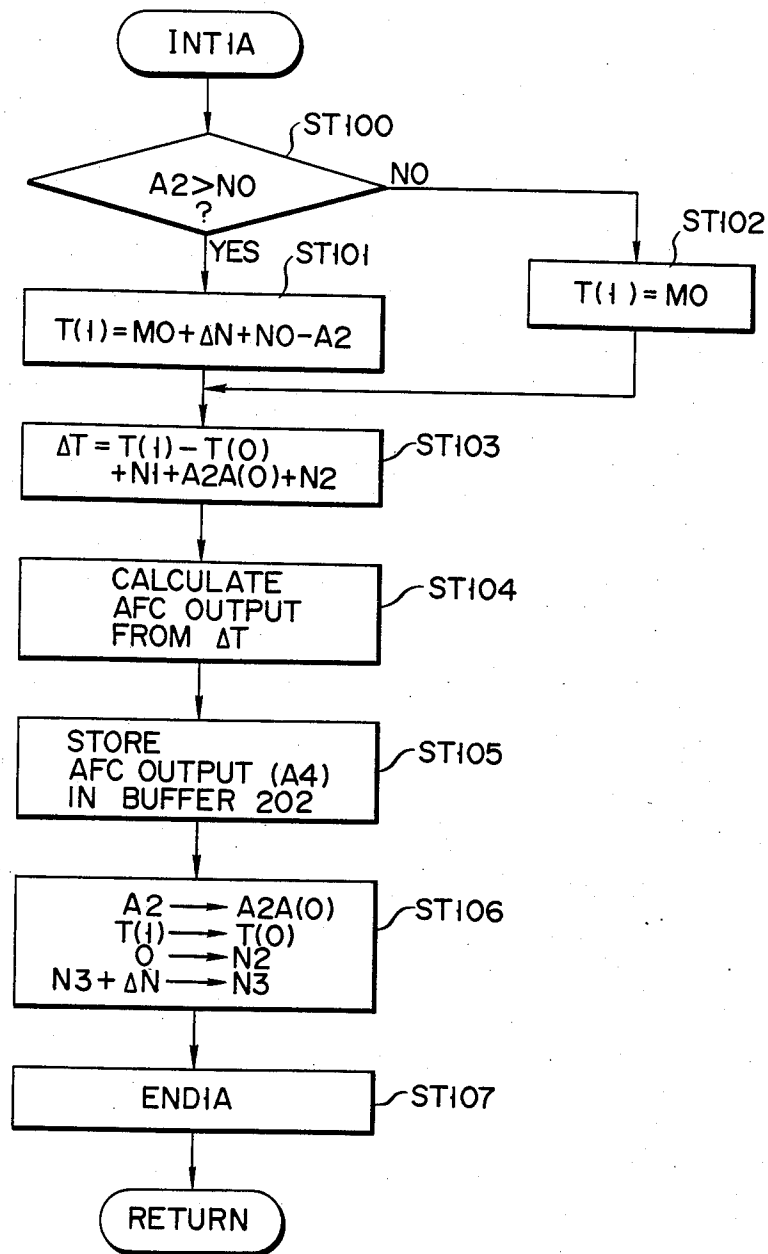 INT1A
ST100
A2>N0
?
NO
YES
ST101
ST102
T(1)=M0+ΔN+N0-A2
T(1)=M0
ΔT=T(1)-T(0)
+N1+A2A(0)+N2
ST103
CALCULATE
AFC OUTPUT
FROM ΔT
ST104
STORE
AFC OUTPUT (A4)
IN BUFFER 202
ST105
A2→A2A(0)
T(1)→T(0)
0→N2
N3+ΔN→N3
ST106
END1A
ST107
RETURN